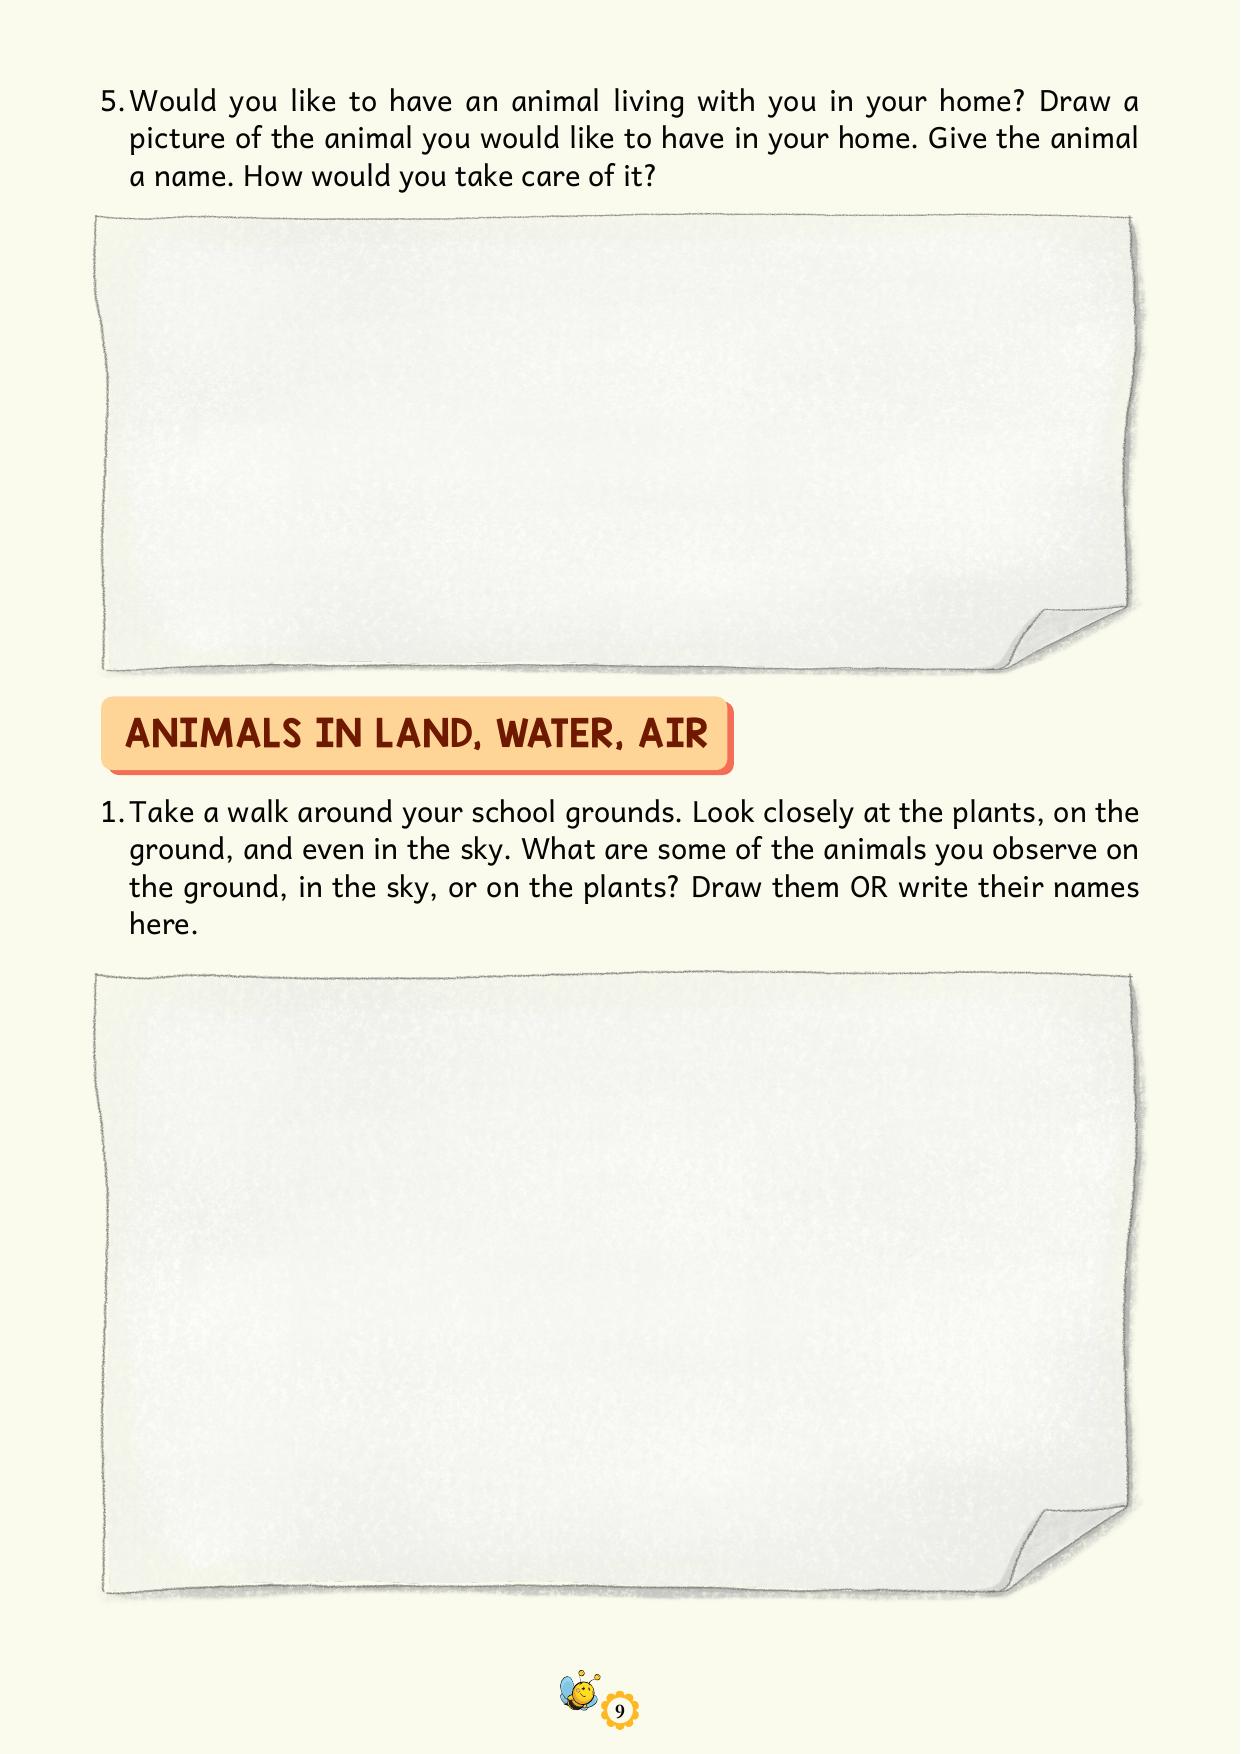 5. Would you like to have an animal living with you in your home? Draw a
picture of the animal you would like to have in your home. Give the animal
a name. How would you take care of it?
ANIMALS IN LAND, WATER, AIR
1. Take a walk around your school grounds. Look closely at the plants, on the
ground, and even in the sky. What are some of the animals you observe on
the ground, in the sky, or on the plants? Draw them OR write their names
here.
9